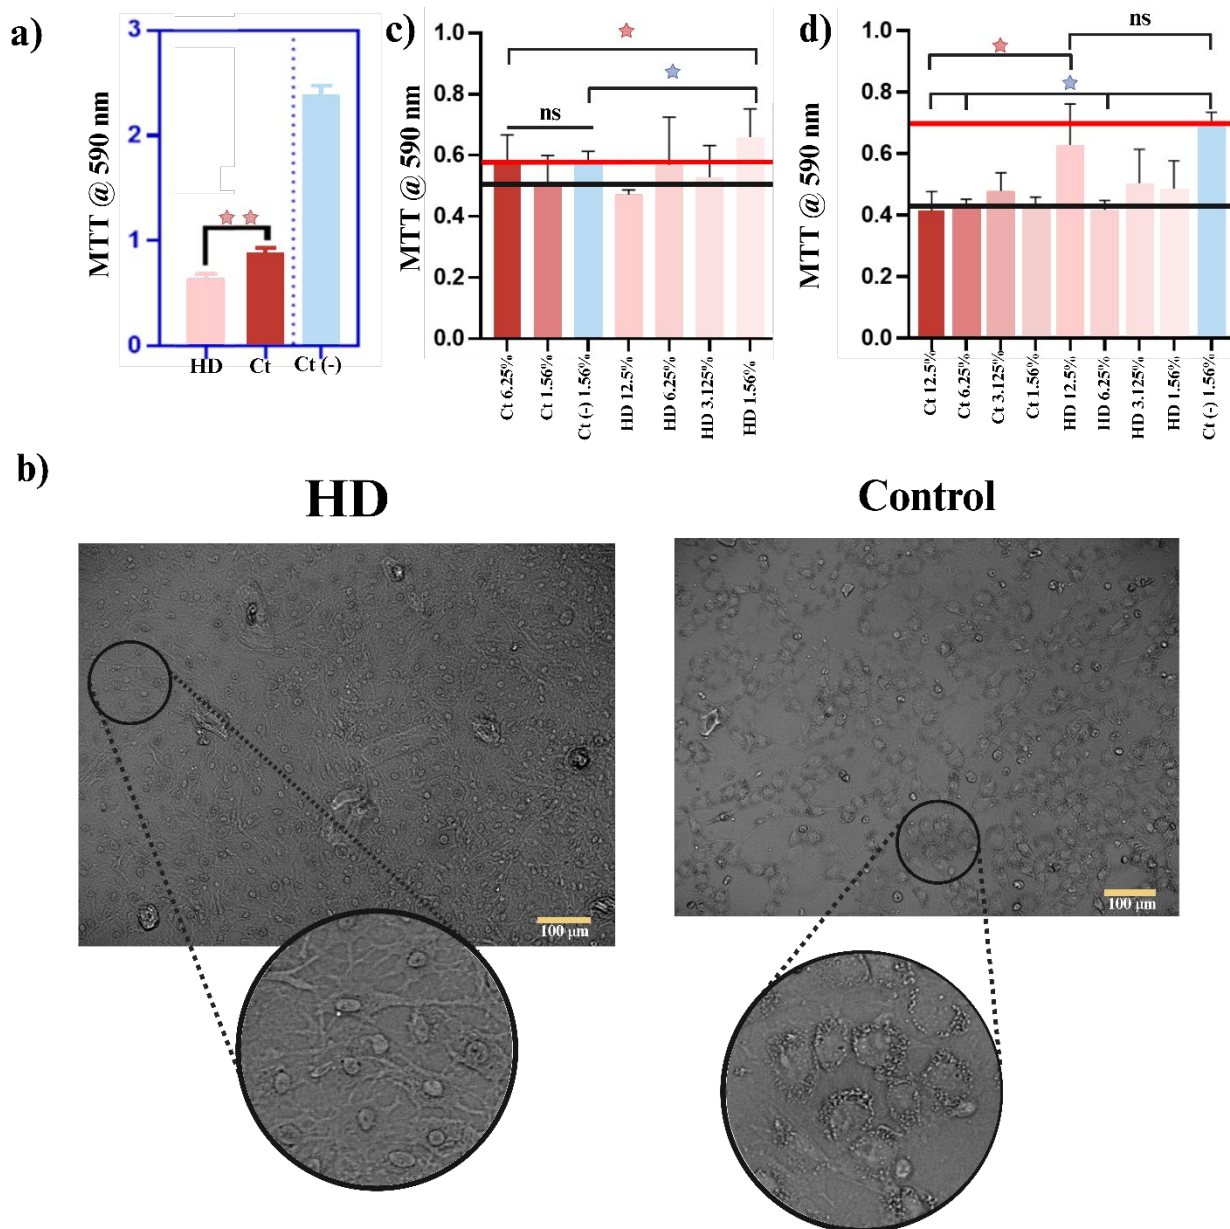 a)
3
2
1
0
MTT @ 590 nm
HD
Ct
Ct (-)
c)
1.0
0.8
0.6
0.4
0.2
0.0
MTT @ 590 nm
ns
Ct 6.25%
Ct 1.56%
Ct (-) 1.56%
HD 12.5%
HD 6.25%
HD 3.125%
HD 1.56%
d)
ns
1.0
0.8
0.6
0.4
0.2
0.0
MTT @ 590 nm
Ct 12.5%
Ct 6.25%
Ct 3.125%
Ct 1.56%
HD 12.5%
HD 6.25%
HD 3.125%
HD 1.56%
Ct (-) 1.56%
b)
HD
Control
100 μm
100 μm